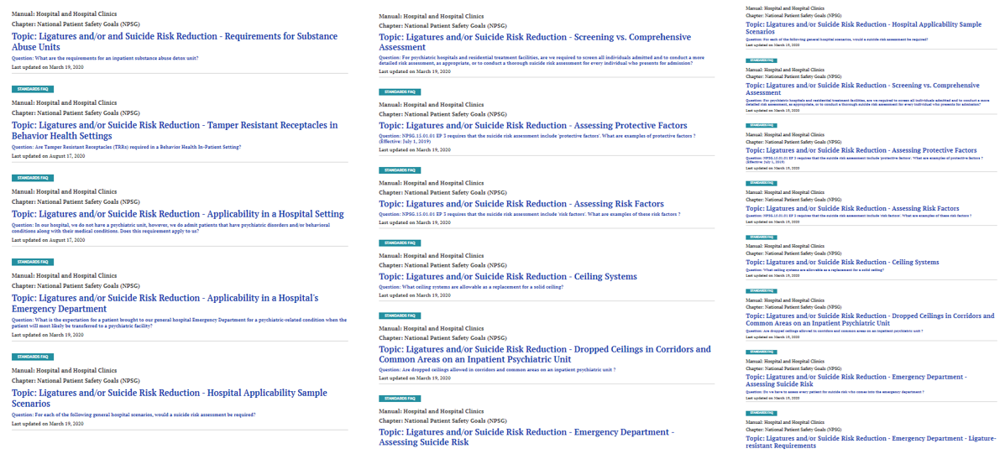 Manual: Hospital and Hospital Clinics
Chapter: National Patient Safety Goals (NPSG)
Topic: Ligatures and/or and Suicide Risk Reduction - Requirements for Substance
Abuse Units
Question: What are the requirements for an inpatient substance abuse detox unit?
Last updated on March 19, 2020
STANDARDS FAQ
Manual: Hospital and Hospital Clinics
Chapter: National Patient Safety Goals (NPSG)
Topic: Ligatures and/or Suicide Risk Reduction - Tamper Resistant Receptacles in
Behavior Health Settings
Question: Are Tamper Resistant Receptacles (TRRs) required in a Behavior Health In-Patient Setting?
Last updated on August 17, 2020
STANDARDS FAQ
Manual: Hospital and Hospital Clinics
Chapter: National Patient Safety Goals (NPSG)
Topic: Ligatures and/or Suicide Risk Reduction - Applicability in a Hospital Setting
Question: In our hospital, we do not have a psychiatric unit, however, we do admit patients that have psychiatric disorders and/or behavioral
conditions along with their medical conditions. Does this requirement apply to us?
Last updated on August 17, 2020
STANDARDS FAQ
Manual: Hospital and Hospital Clinics
Chapter: National Patient Safety Goals (NPSG)
Topic: Ligatures and/or Suicide Risk Reduction - Applicability in a Hospital's
Emergency Department
Question: What is the expectation for a patient brought to our general hospital Emergency Department for a psychiatric-related condition when the
patient will most likely be transferred to a psychiatric facility?
Last updated on March 19, 2020
STANDARDS FAQ
Manual: Hospital and Hospital Clinics
Chapter: National Patient Safety Goals (NPSG)
Topic: Ligatures and/or Suicide Risk Reduction - Hospital Applicability Sample
Scenarios
Question: For each of the following general hospital scenarios, would a suicide risk assessment be required?
Last updated on March 19, 2020
Manual: Hospital and Hospital Clinics
Chapter: National Patient Safety Goals (NPSG)
Topic: Ligatures and/or Suicide Risk Reduction - Screening vs. Comprehensive
Assessment
Question: For psychiatric hospitals and residential treatment facilities, are we required to screen all individuals admitted and to conduct a more
detailed risk assessment, as appropriate, or to conduct a thorough suicide risk assessment for every individual who presents for admission?
Last updated on March 19, 2020
STANDARDS FAQ
Manual: Hospital and Hospital Clinics
Chapter: National Patient Safety Goals (NPSG)
Topic: Ligatures and/or Suicide Risk Reduction - Assessing Protective Factors
Question: NPSG.15.01.01 EP 3 requires that the suicide risk assessment include 'protective factors'. What are examples of protective factors ?
(Effective: July 1, 2019)
Last updated on March 19, 2020
STANDARDS FAQ
Manual: Hospital and Hospital Clinics
Chapter: National Patient Safety Goals (NPSG)
Topic: Ligatures and/or Suicide Risk Reduction - Assessing Risk Factors
Question: NPSG.15.01.01 EP 3 requires that the suicide risk assessment include 'risk factors'. What are examples of these risk factors ?
Last updated on March 19, 2020
STANDARDS FAQ
Manual: Hospital and Hospital Clinics
Chapter: National Patient Safety Goals (NPSG)
Topic: Ligatures and/or Suicide Risk Reduction - Ceiling Systems
Question: What ceiling systems are allowable as a replacement for a solid ceiling?
Last updated on March 19, 2020
STANDARDS FAQ
Manual: Hospital and Hospital Clinics
Chapter: National Patient Safety Goals (NPSG)
Topic: Ligatures and/or Suicide Risk Reduction - Dropped Ceilings in Corridors and
Common Areas on an Inpatient Psychiatric Unit
Question: Are dropped ceilings allowed in corridors and common areas on an inpatient psychiatric unit ?
Last updated on March 19, 2020
STANDARDS FAQ
Manual: Hospital and Hospital Clinics
Chapter: National Patient Safety Goals (NPSG)
Topic: Ligatures and/or Suicide Risk Reduction - Emergency Department -
Assessing Suicide Risk
Manual: Hospital and Hospital Clinics
Chapter: National Patient Safety Goals (NPSG)
Topic: Ligatures and/or Suicide Risk Reduction - Hospital Applicability Sample
Scenarios
Question: For each of the following general hospital scenarios, would a suicide risk assessment be required?
Last updated on March 19, 2020
STANDARDS FAQ
Manual: Hospital and Hospital Clinics
Chapter: National Patient Safety Goals (NPSG)
Topic: Ligatures and/or Suicide Risk Reduction - Screening vs. Comprehensive
Assessment
Question: For psychiatric hospitals and residential treatment facilities, are we required to screen all individuals admitted and to conduct a more
detailed risk assessment, as appropriate, or to conduct a thorough suicide risk assessment for every individual who presents for admission?
Last updated on March 19, 2020
STANDARDS FAQ
Manual: Hospital and Hospital Clinics
Chapter: National Patient Safety Goals (NPSG)
Topic: Ligatures and/or Suicide Risk Reduction - Assessing Protective Factors
Question: NPSG.15.01.01 EP 3 requires that the suicide risk assessment include 'protective factors'. What are examples of protective factors ?
(Effective: July 1, 2019)
Last updated on March 19, 2020
STANDARDS FAQ
Manual: Hospital and Hospital Clinics
Chapter: National Patient Safety Goals (NPSG)
Topic: Ligatures and/or Suicide Risk Reduction - Assessing Risk Factors
Question: NPSG.15.01.01 EP 3 requires that the suicide risk assessment include 'risk factors'. What are examples of these risk factors ?
Last updated on March 19, 2020
STANDARDS FAQ
Manual: Hospital and Hospital Clinics
Chapter: National Patient Safety Goals (NPSG)
Topic: Ligatures and/or Suicide Risk Reduction - Ceiling Systems
Question: What ceiling systems are allowable as a replacement for a solid ceiling?
Last updated on March 19, 2020
STANDARDS FAQ
Manual: Hospital and Hospital Clinics
Chapter: National Patient Safety Goals (NPSG)
Topic: Ligatures and/or Suicide Risk Reduction - Dropped Ceilings in Corridors and
Common Areas on an Inpatient Psychiatric Unit
Question: Are dropped ceilings allowed in corridors and common areas on an inpatient psychiatric unit ?
Last updated on March 19, 2020
STANDARDS FAQ
Manual: Hospital and Hospital Clinics
Chapter: National Patient Safety Goals (NPSG)
Topic: Ligatures and/or Suicide Risk Reduction - Emergency Department -
Assessing Suicide Risk
Question: Do we have to assess every patient for suicide risk who comes into the emergency department ?
Last updated on March 19, 2020
STANDARDS FAQ
Manual: Hospital and Hospital Clinics
Chapter: National Patient Safety Goals (NPSG)
Topic: Ligatures and/or Suicide Risk Reduction - Emergency Department - Ligature-
resistant Requirements